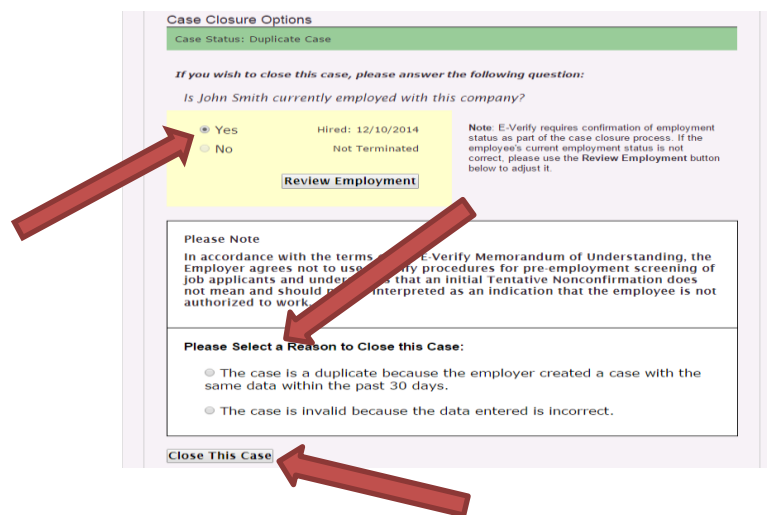 Case Closure Options
Case Status: Duplicate Case
If you wish to close this case, please answer the following question:
Is John Smith currently employed with this company?
Yes
Hired: 12/10/2014
No
Not Terminated
Review Employment
Note: E-Verify requires confirmation of employment
status as part of the case closure process. If the
employee's current employment status is not
correct, please use the Review Employment button
below to adjust it.
Please Note
In accordance with the terms E-Verify Memorandum of Understanding, the
Employer agrees not to use procedures for pre-employment screening of
job applicants and that an initial Tentative Nonconfirmation does
not mean and should interpreted as an indication that the employee is not
authorized to work.
Please Select a Reason to Close this Case:
The case is a duplicate because the employer created a case with the
same data within the past 30 days.
The case is invalid because the data entered is incorrect.
Close This Case